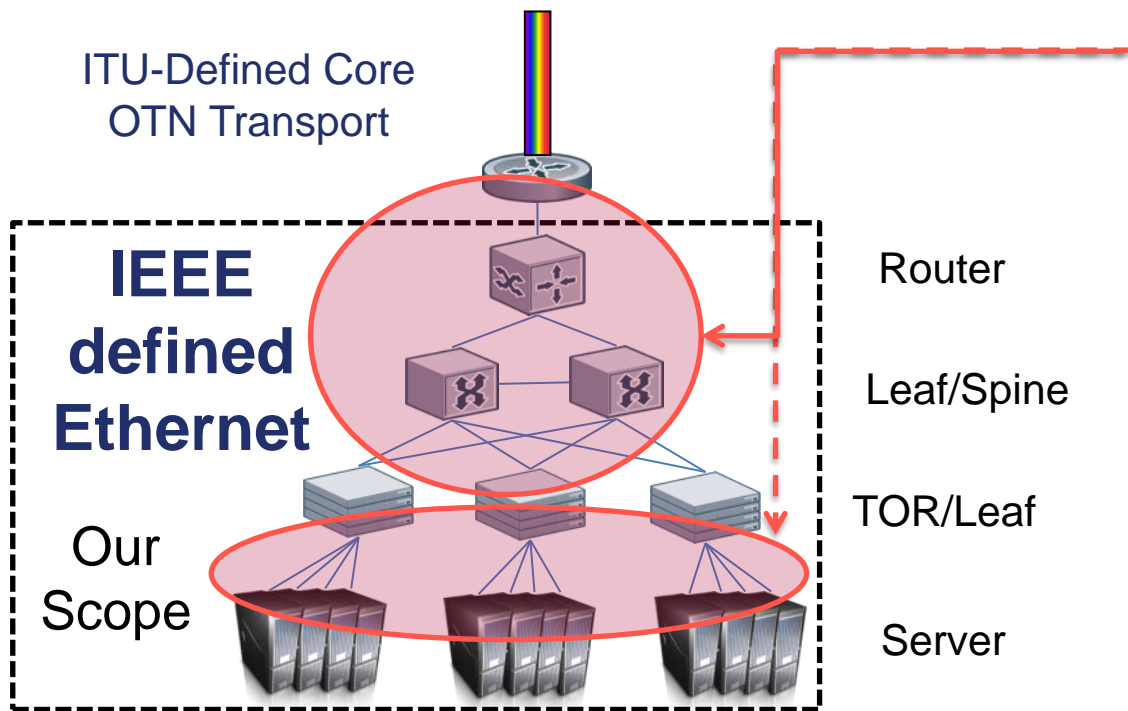 ITU-Defined Core
OTN Transport
IEEE
defined
Ethernet
Our
Scope
Router
Leaf/Spine
TOR/Leaf
Server